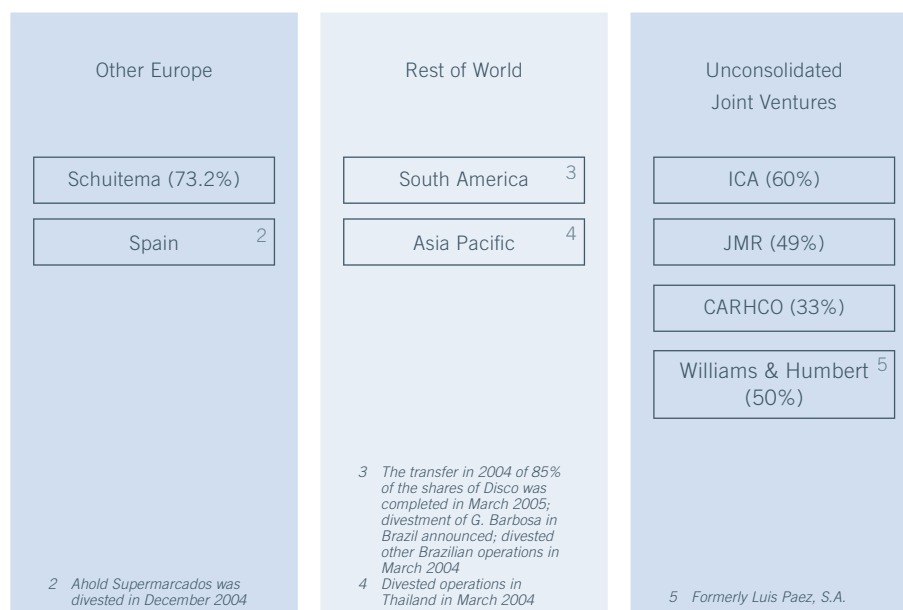 Other Europe
Schuitema (73.2%)
Spain 2
2 Ahold Supermarcados was
divested in December 2004
Rest of World
South America 3
Asia Pacific 4
3 The transfer in 2004 of 85%
of the shares of Disco was
completed in March 2005;
divestment of G. Barbosa in
Brazil announced; divested
other Brazilian operations in
March 2004
4 Divested operations in
Thailand in March 2004
Unconsolidated
Joint Ventures
ICA (60%)
JMR (49%)
CARHCO (33%)
Williams & Humbert 5
(50%)
5 Formerly Luis Paez, S.A.